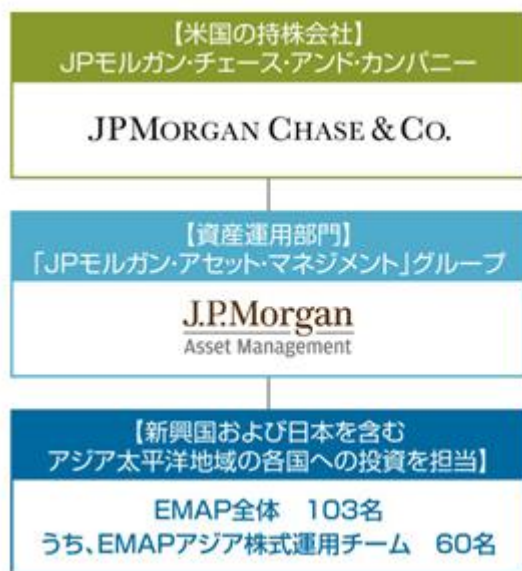 【米国の持株会社】
JPモルガン・チェース・アンド・カンパニー
JPMORGAN CHASE & CO.
【資産運用部門】
「JPモルガン・アセット・マネジメント」グループ
J.P.Morgan
Asset Management
【新興国および日本を含む
アジア太平洋地域の各国への投資を担当】
EMAP全体　103名
うち、EMAPアジア株式運用チーム　60名